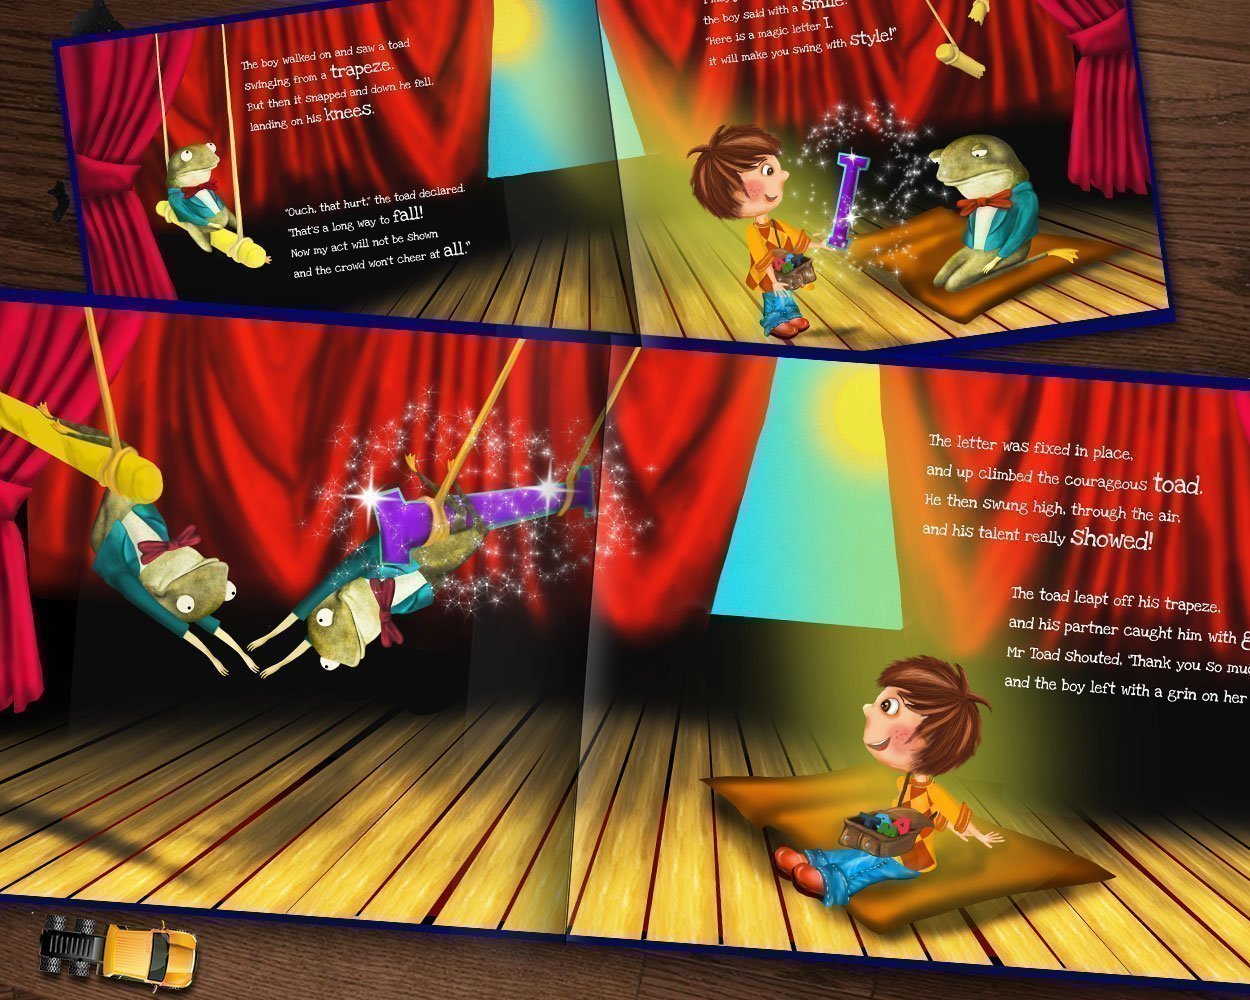 The boy walked on and saw a toad
swinging from a trapeze.
But then it snapped and down he fell,
landing on his knees.
"Ouch, that hurt," the toad declared.
"That's a long way to fall!
Now my act will not be shown
and the crowd won't cheer at all."
the boy said with a smile.
"Here is a magic letter I,
it will make you swing with style!"
I
The letter was fixed in place,
and up climbed the courageous toad.
He then swung high, through the air,
and his talent really showed!
The toad leapt off his trapeze,
and his partner caught him with
Mr Toad shouted, "Thank you so
and the boy left with a grin on her